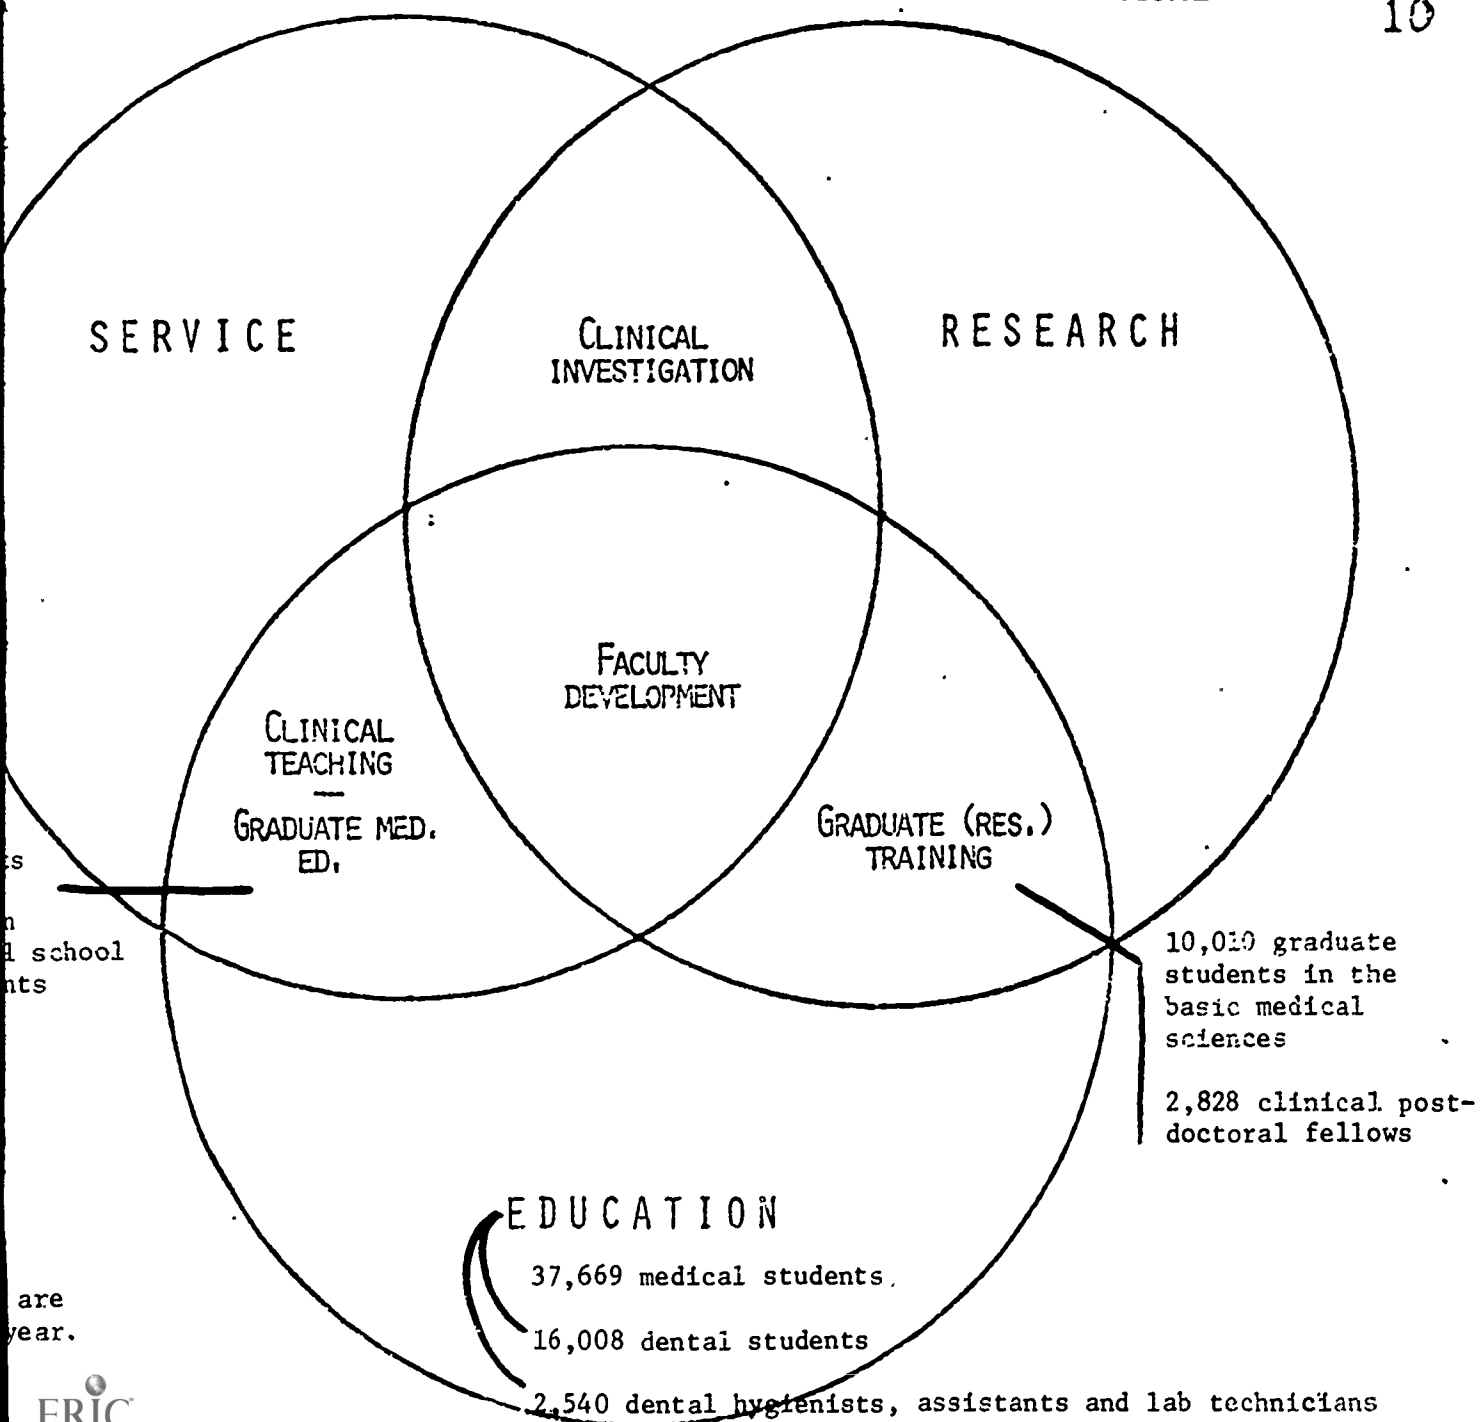 10
SERVICE
RESEARCH
CLINICAL
INVESTIGATION
FACULTY
DEVELOPMENT
CLINICAL
TEACHING
—
GRADUATE MED.
ED.
GRADUATE (RES.)
TRAINING
school
graduate
students in the
basic medical
sciences
2,828 clinical post-
doctoral fellows
EDUCATION
37,669 medical students
16,008 dental students
2,540 dental hygienists, assistants and lab technicians
are
year.
ERIC